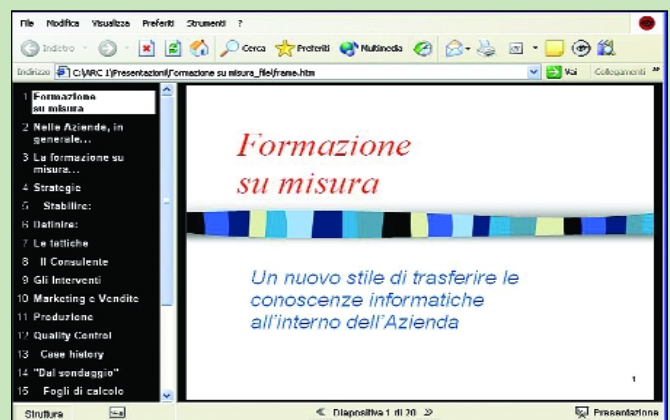 File Modifica Visualizza Preferiti Strumenti ?
Indietro Cerca Preferiti Multimedia
Indirizzo C:\ARC 1\Presentazioni\Formazione su misura_file\frame.htm Vai Collegamenti »
1 Formazione
su misura
2 Nelle Aziende, in
generale...
3 La formazione su
misura...
4 Strategie
5 Stabilire:
6 Definire:
7 Le tattiche
8 Il Consulente
9 Gli Interventi
10 Marketing e Vendite
11 Produzione
12 Quality Control
13 Case history
14 "Dal sondaggio"
15 Fogli di calcolo
Formazione
su misura
Un nuovo stile di trasferire le
conoscenze informatiche
all'interno dell'Azienda
1
Struttura Diapositiva 1 di 20 Presentazione